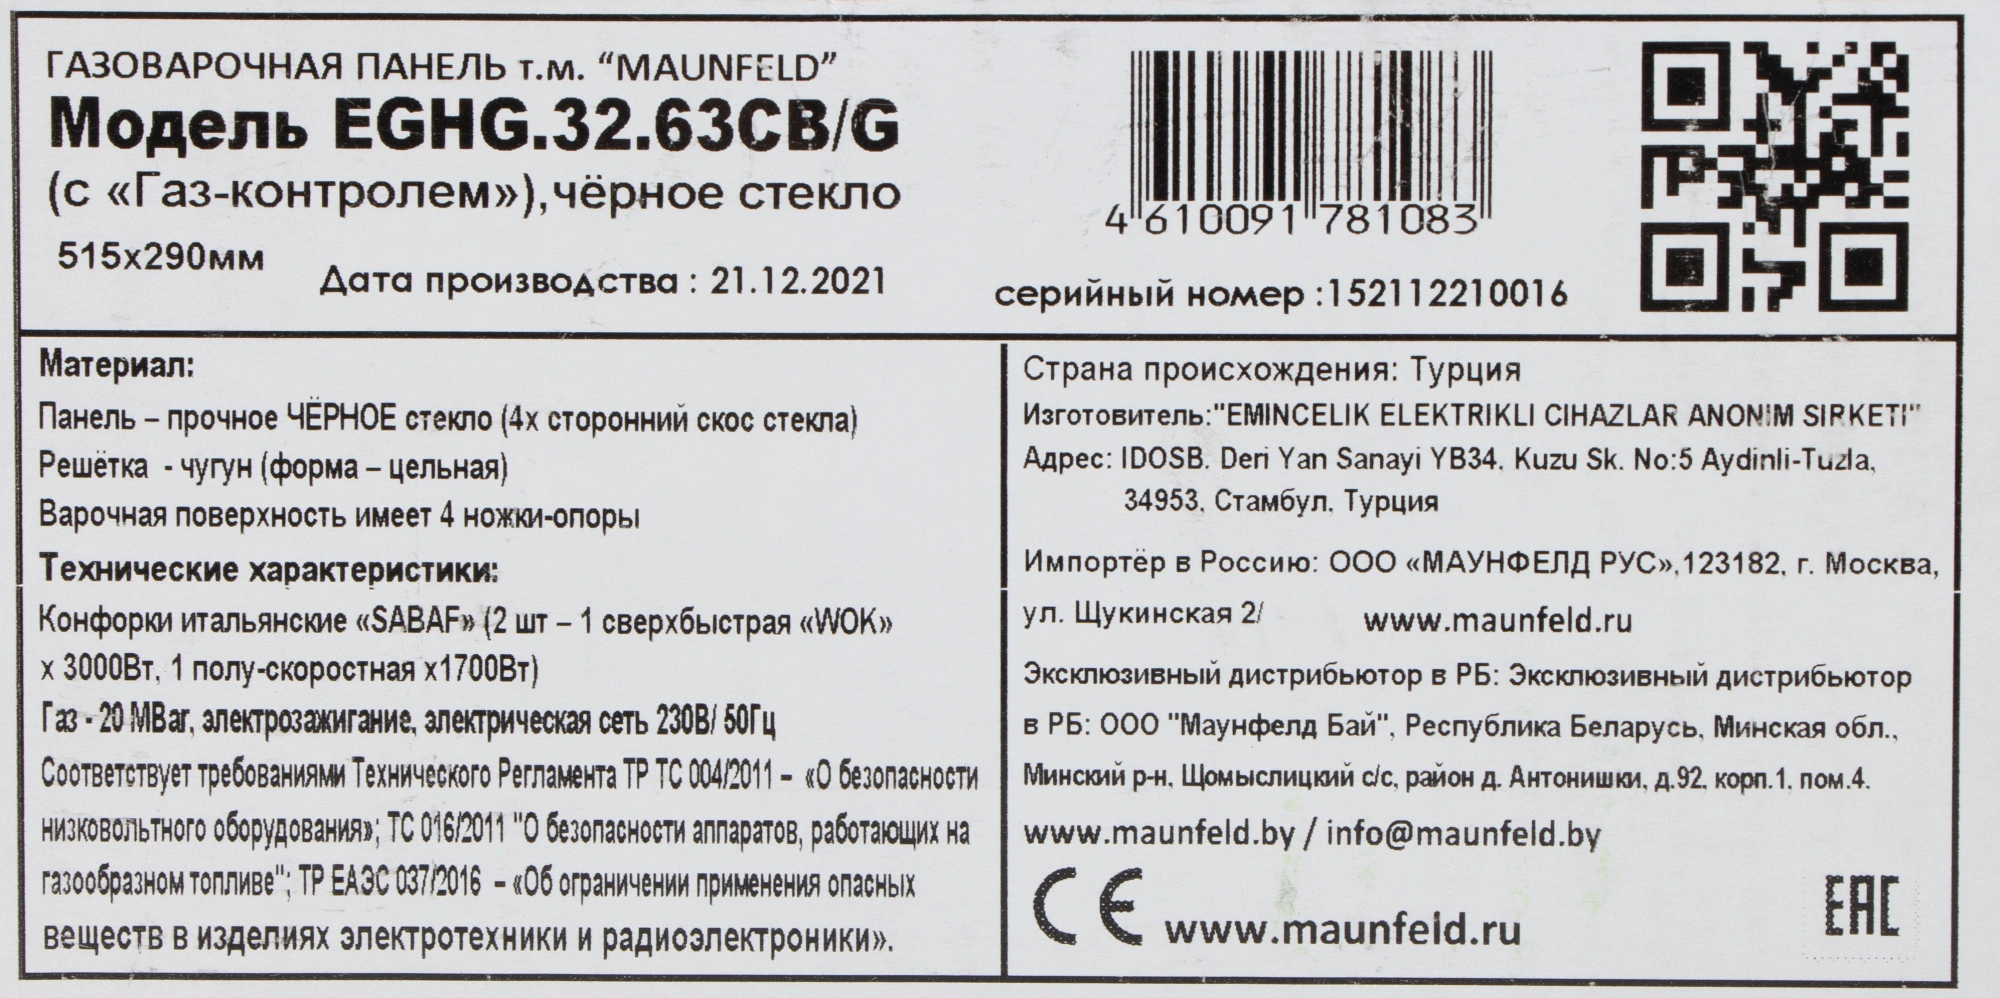 ГАЗОВАРОЧНАЯ ПАНЕЛЬ т.м. “MAUNFELD”
Модель EGHG.32.63CB/G
(с «Газ-контролем»),чёрное стекло
515х290мм
Дата производства : 21.12.2021
4 610091 781083
серийный номер :152112210016
Материал:
Панель – прочное ЧЁРНОЕ стекло (4х сторонний скос стекла)
Решётка - чугун (форма – цельная)
Варочная поверхность имеет 4 ножки-опоры
Технические характеристики:
Конфорки итальянские «SABAF» (2 шт – 1 сверхбыстрая «WOK»
х 3000Вт, 1 полу-скоростная х1700Вт)
Газ - 20 MBar, электрозажигание, электрическая сеть 230В/ 50Гц
Соответствует требованиями Технического Регламента ТР ТС 004/2011 – «О безопасности
низковольтного оборудования»; ТС 016/2011 "О безопасности аппаратов, работающих на
газообразном топливе"; ТР ЕАЭС 037/2016 – «Об ограничении применения опасных
веществ в изделиях электротехники и радиоэлектроники».
Страна происхождения: Турция
Изготовитель:"EMINCELIK ELEKTRIKLI CIHAZLAR ANONIM SIRKETI"
Адрес: IDOSB. Deri Yan Sanayi YB34. Kuzu Sk. No:5 Aydinli-Tuzla,
34953, Стамбул, Турция
Импортёр в Россию: ООО «МАУНФЕЛД РУС»,123182, г. Москва,
ул. Щукинская 2/
www.maunfeld.ru
Эксклюзивный дистрибьютор в РБ: Эксклюзивный дистрибьютор
в РБ: ООО "Маунфелд Бай", Республика Беларусь, Минская обл.,
Минский р-н, Щомыслицкий с/с, район д. Антонишки, д.92, корп.1, пом.4.
www.maunfeld.by / info@maunfeld.by
CE www.maunfeld.ru
EAC